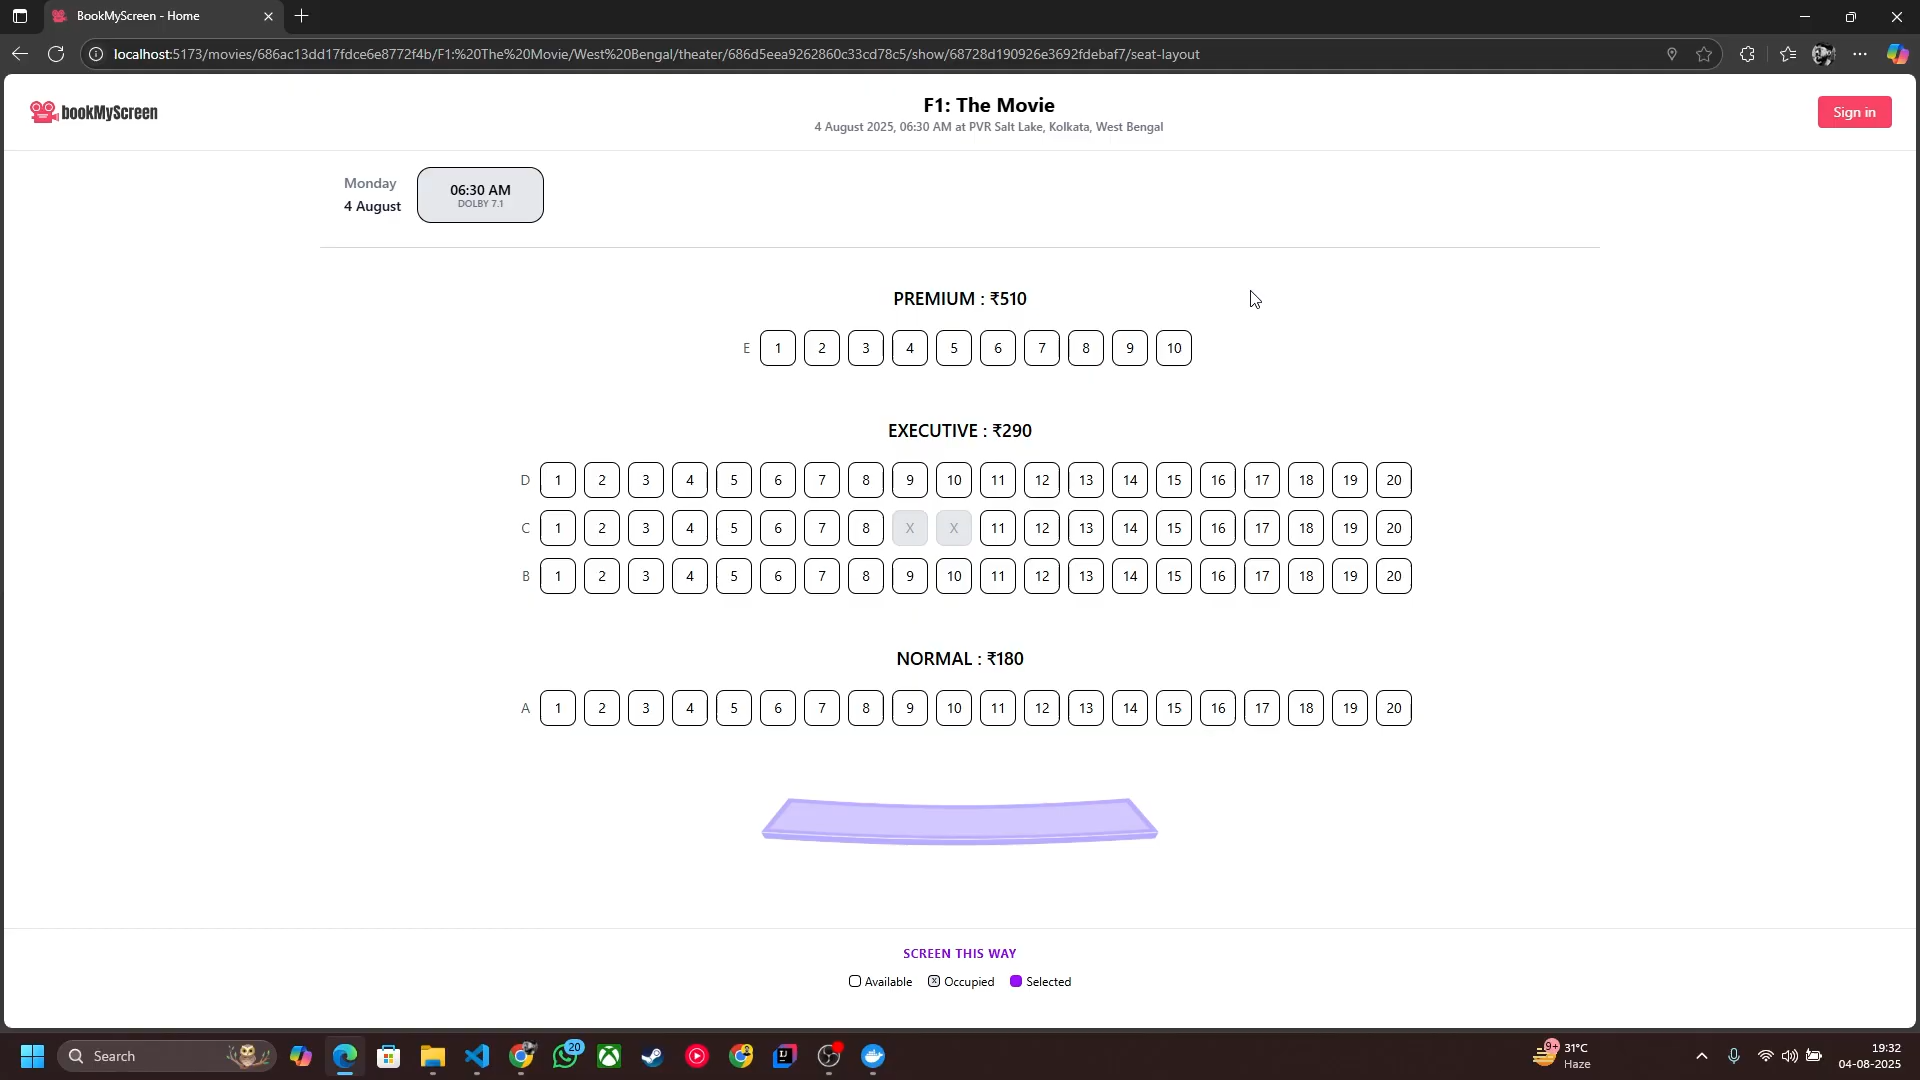 BookMyScreen - Home
localhost:5173/movies/686ac13dd17fdce6e8772f4b/F1:%20The%20Movie/West%20Bengal/theater/686d5eea9262860c33cd78c5/show/68728d190926e3692fdebaf7/seat-layout
bookMyScreen
F1: The Movie
4 August 2025, 06:30 AM at PVR Salt Lake, Kolkata, West Bengal
Sign in
Monday
4 August
06:30 AM
DOLBY 7.1
PREMIUM : ₹510
E 1 2 3 4 5 6 7 8 9 10
EXECUTIVE : ₹290
D 1 2 3 4 5 6 7 8 9 10 11 12 13 14 15 16 17 18 19 20
C 1 2 3 4 5 6 7 8 X X 11 12 13 14 15 16 17 18 19 20
B 1 2 3 4 5 6 7 8 9 10 11 12 13 14 15 16 17 18 19 20
NORMAL : ₹180
A 1 2 3 4 5 6 7 8 9 10 11 12 13 14 15 16 17 18 19 20
SCREEN THIS WAY
Available X Occupied Selected
Search
20
9+
31°C
Haze
19:32
04-08-2025